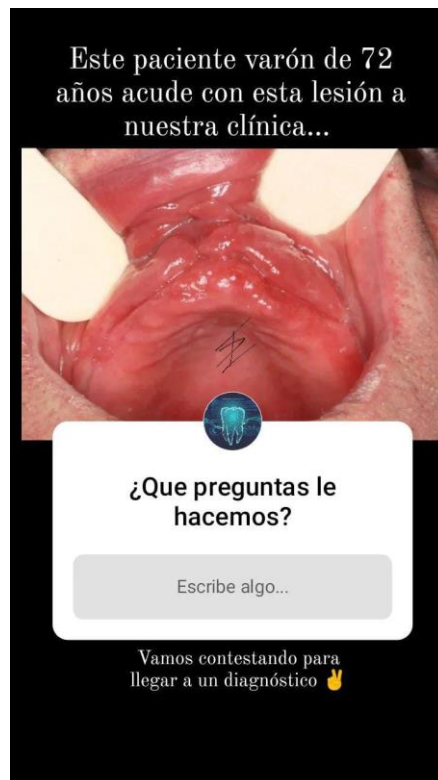 Este paciente varón de 72
años acude con esta lesión a
nuestra clínica...
¿Que preguntas le
hacemos?
Escribe algo...
Vamos contestando para
llegar a un diagnóstico ✌️